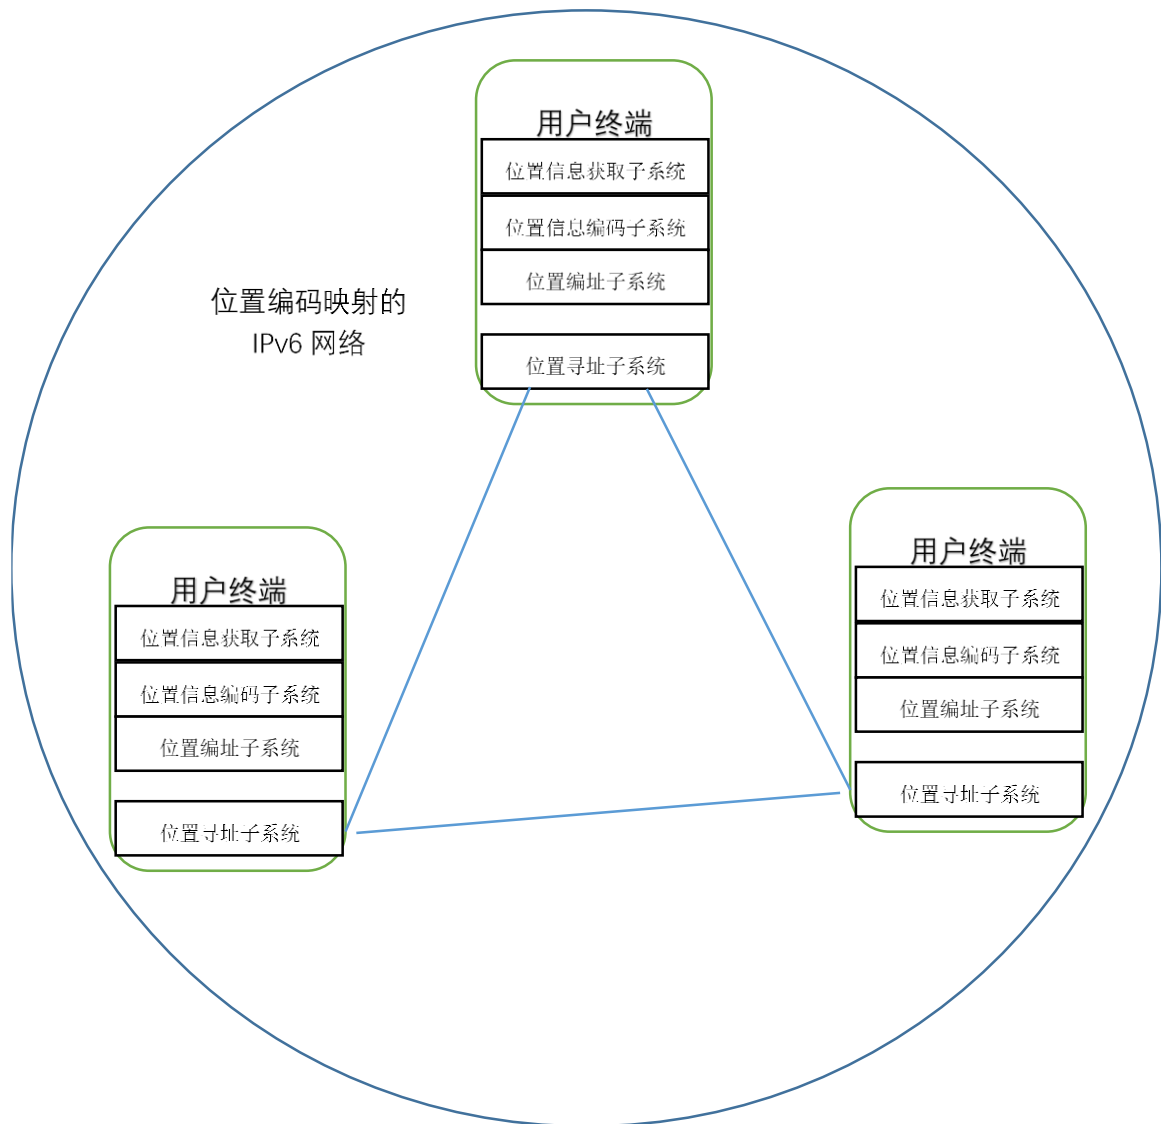 用户终端
位置信息获取子系统
位置信息编码子系统
位置编址子系统
位置寻址子系统
位置编码映射的
IPv6 网络
用户终端
位置信息获取子系统
位置信息编码子系统
位置编址子系统
位置寻址子系统
用户终端
位置信息获取子系统
位置信息编码子系统
位置编址子系统
位置寻址子系统